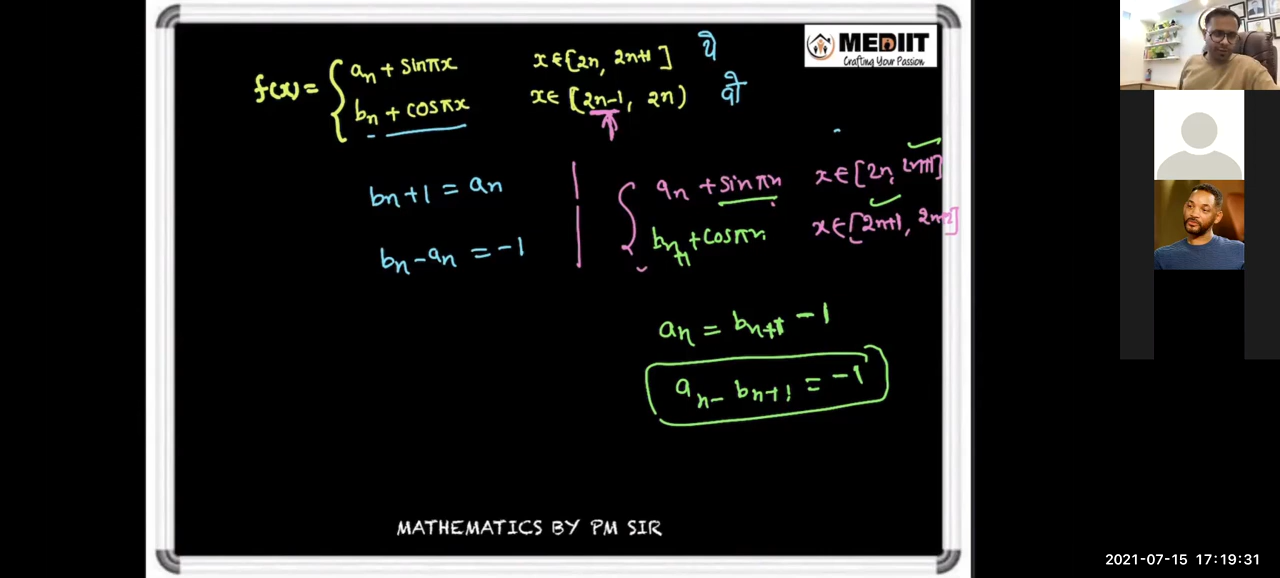 MEDIIT
Crafting Your Passion
f(x) = { aₙ + sinπx x∈[2n, 2n+1] ये
bₙ + cosπx x∈ [2n-1, 2n) वो
bₙ+1 = aₙ
bₙ-aₙ = -1
{ aₙ + sinπx x∈[2n, 2n+1]
bₙ₊₁ + cosπx x∈[2n+1, 2n+2]
aₙ = bₙ₊₁ -1
aₙ - bₙ₊₁ = -1
MATHEMATICS BY PM SIR
2021-07-15 17:19:31